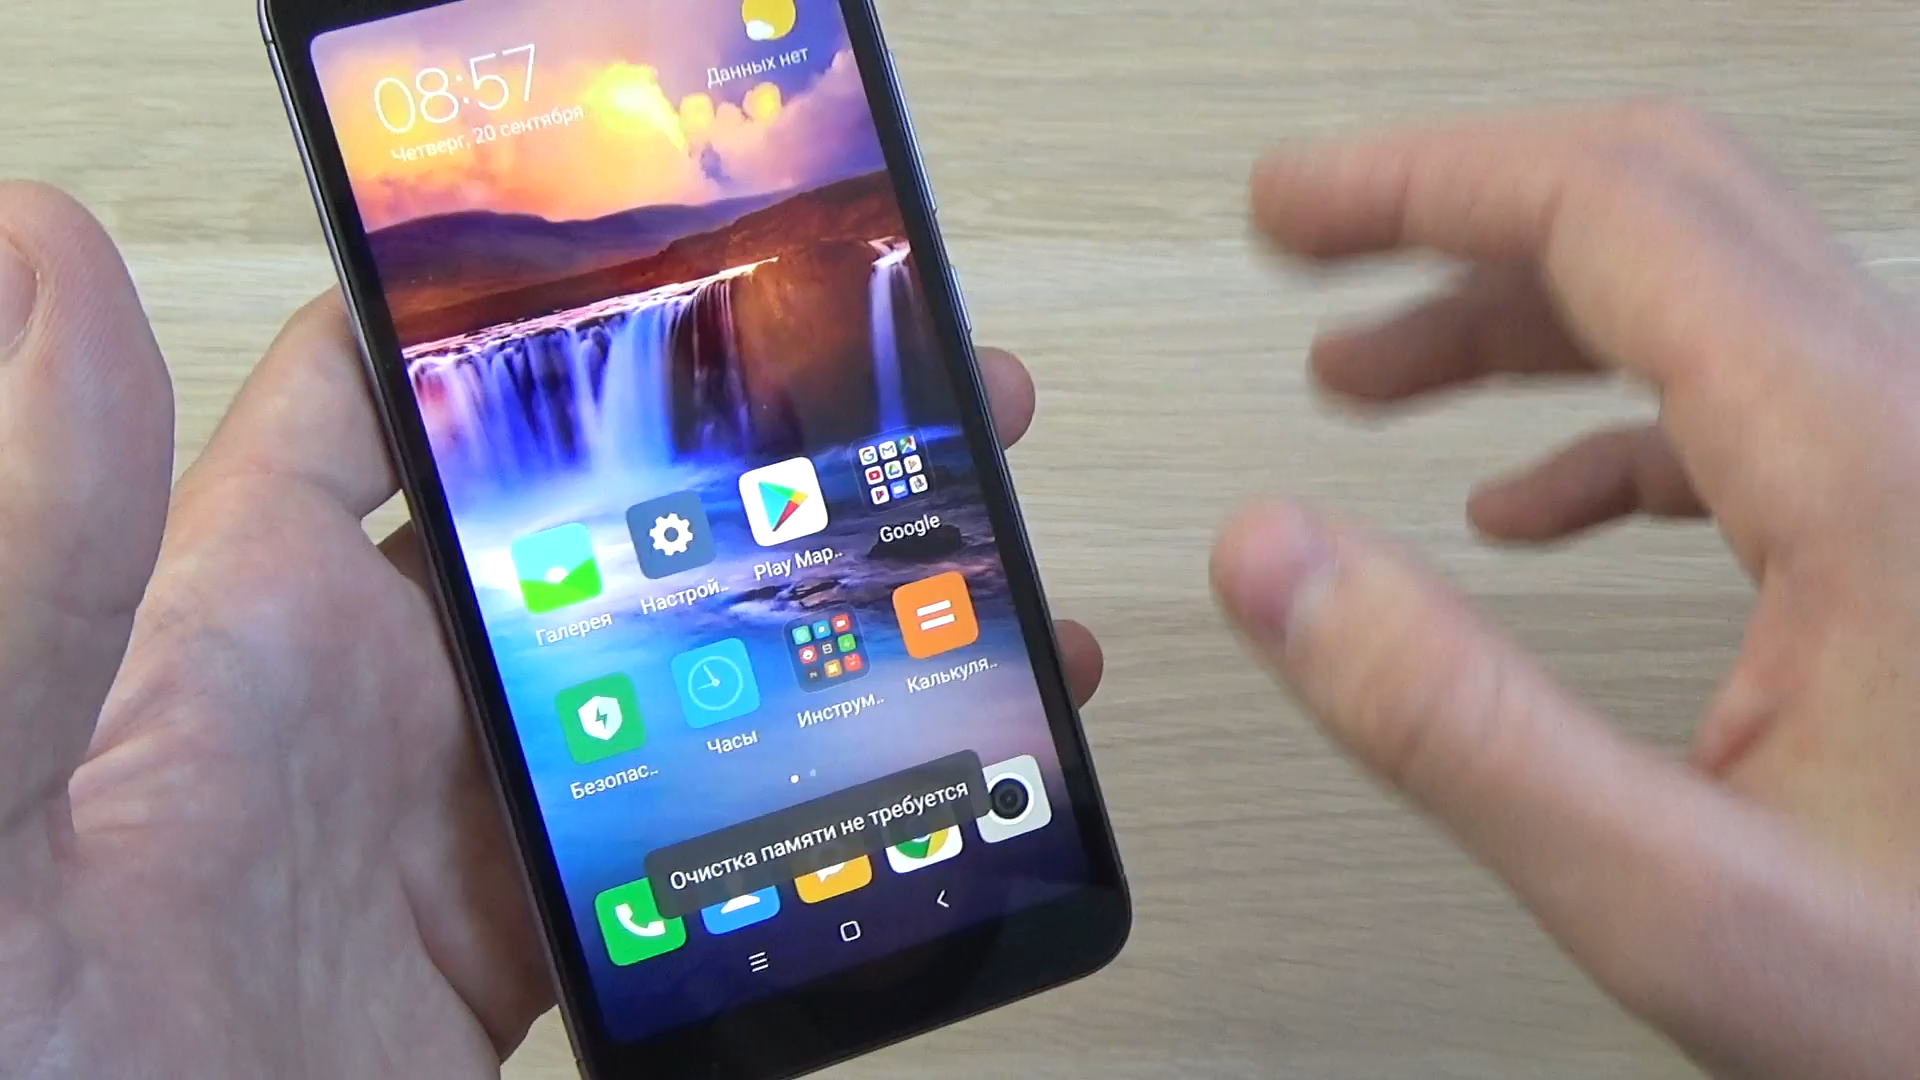 08:57
Четверг, 20 сентября
Данных нет
Галерея
Настрой..
Play Мар..
Google
Безопас..
Часы
Инструм..
Калькуля..
Очистка памяти не требуется